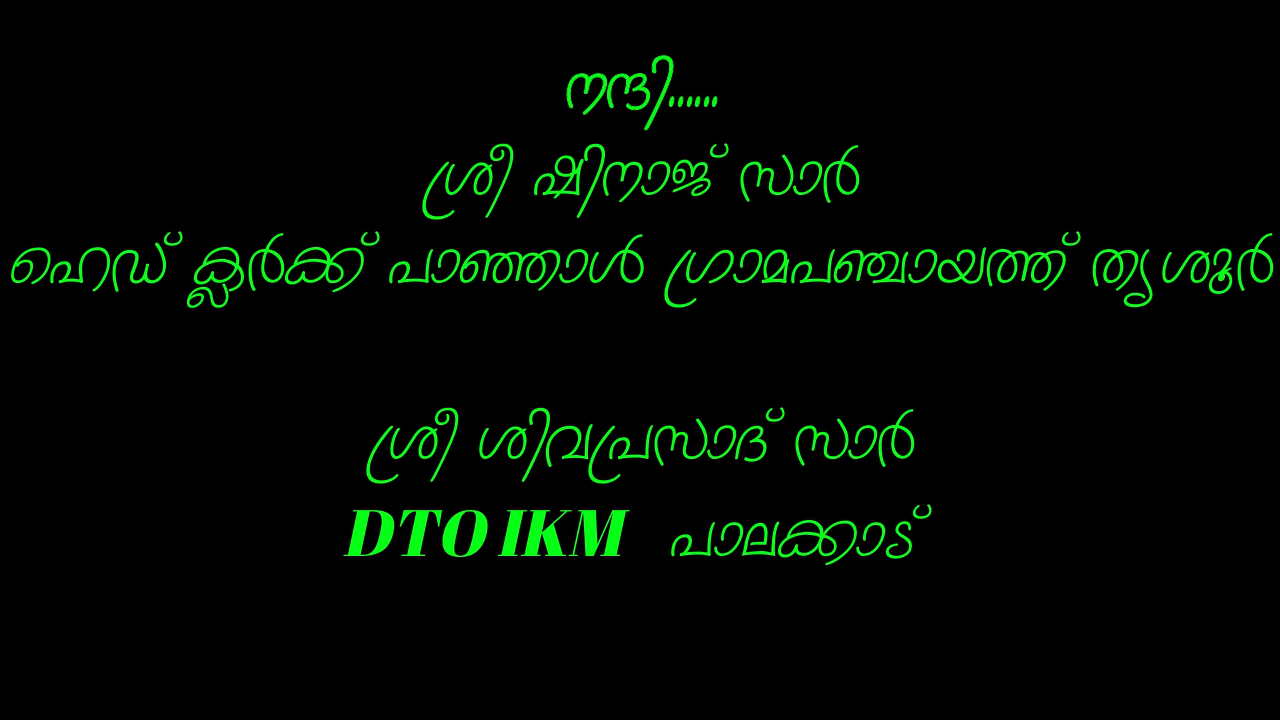 നന്ദി......
ശ്രീ ഷിനാജ് സാർ
ഹെഡ് ക്ലർക്ക് പാഞ്ഞാൾ ഗ്രാമപഞ്ചായത്ത് തൃശൂർ
ശ്രീ ശിവപ്രസാദ് സാർ
DTO IKM പാലക്കാട്